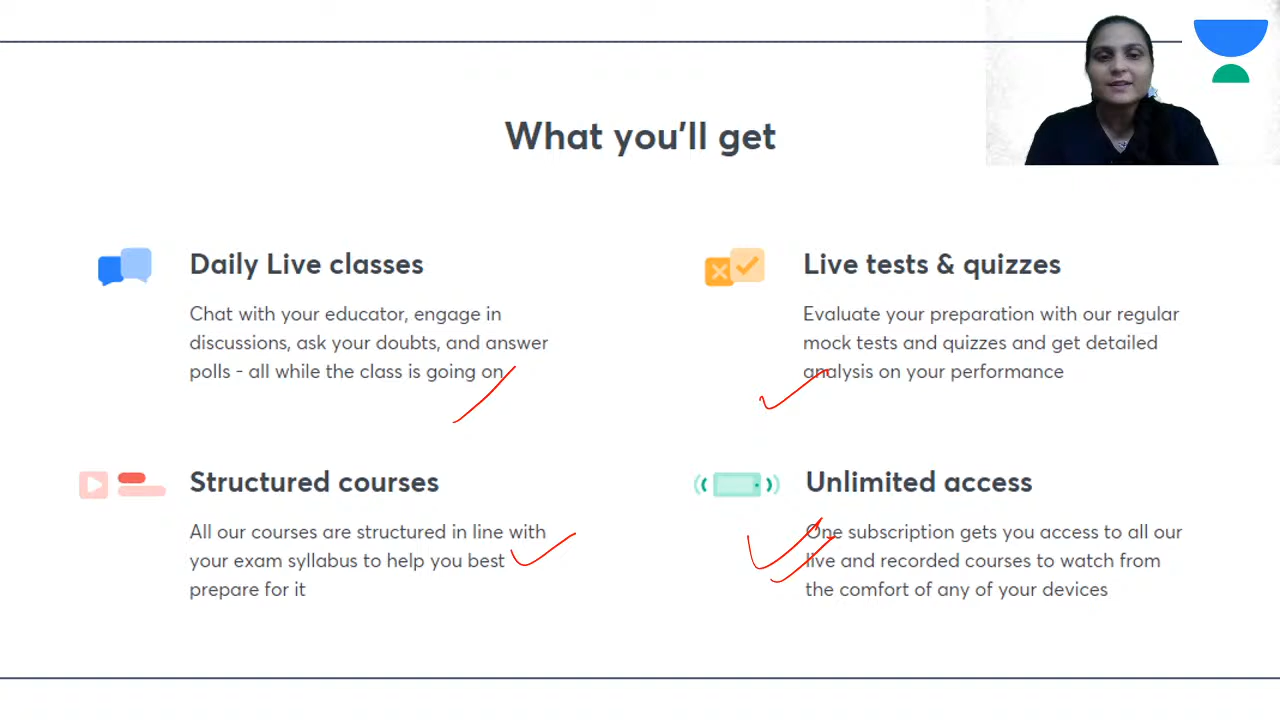 What you'll get
Daily Live classes
Chat with your educator, engage in
discussions, ask your doubts, and answer
polls - all while the class is going on
Live tests & quizzes
Evaluate your preparation with our regular
mock tests and quizzes and get detailed
analysis on your performance
Structured courses
All our courses are structured in line with
your exam syllabus to help you best
prepare for it
Unlimited access
One subscription gets you access to all our
live and recorded courses to watch from
the comfort of any of your devices